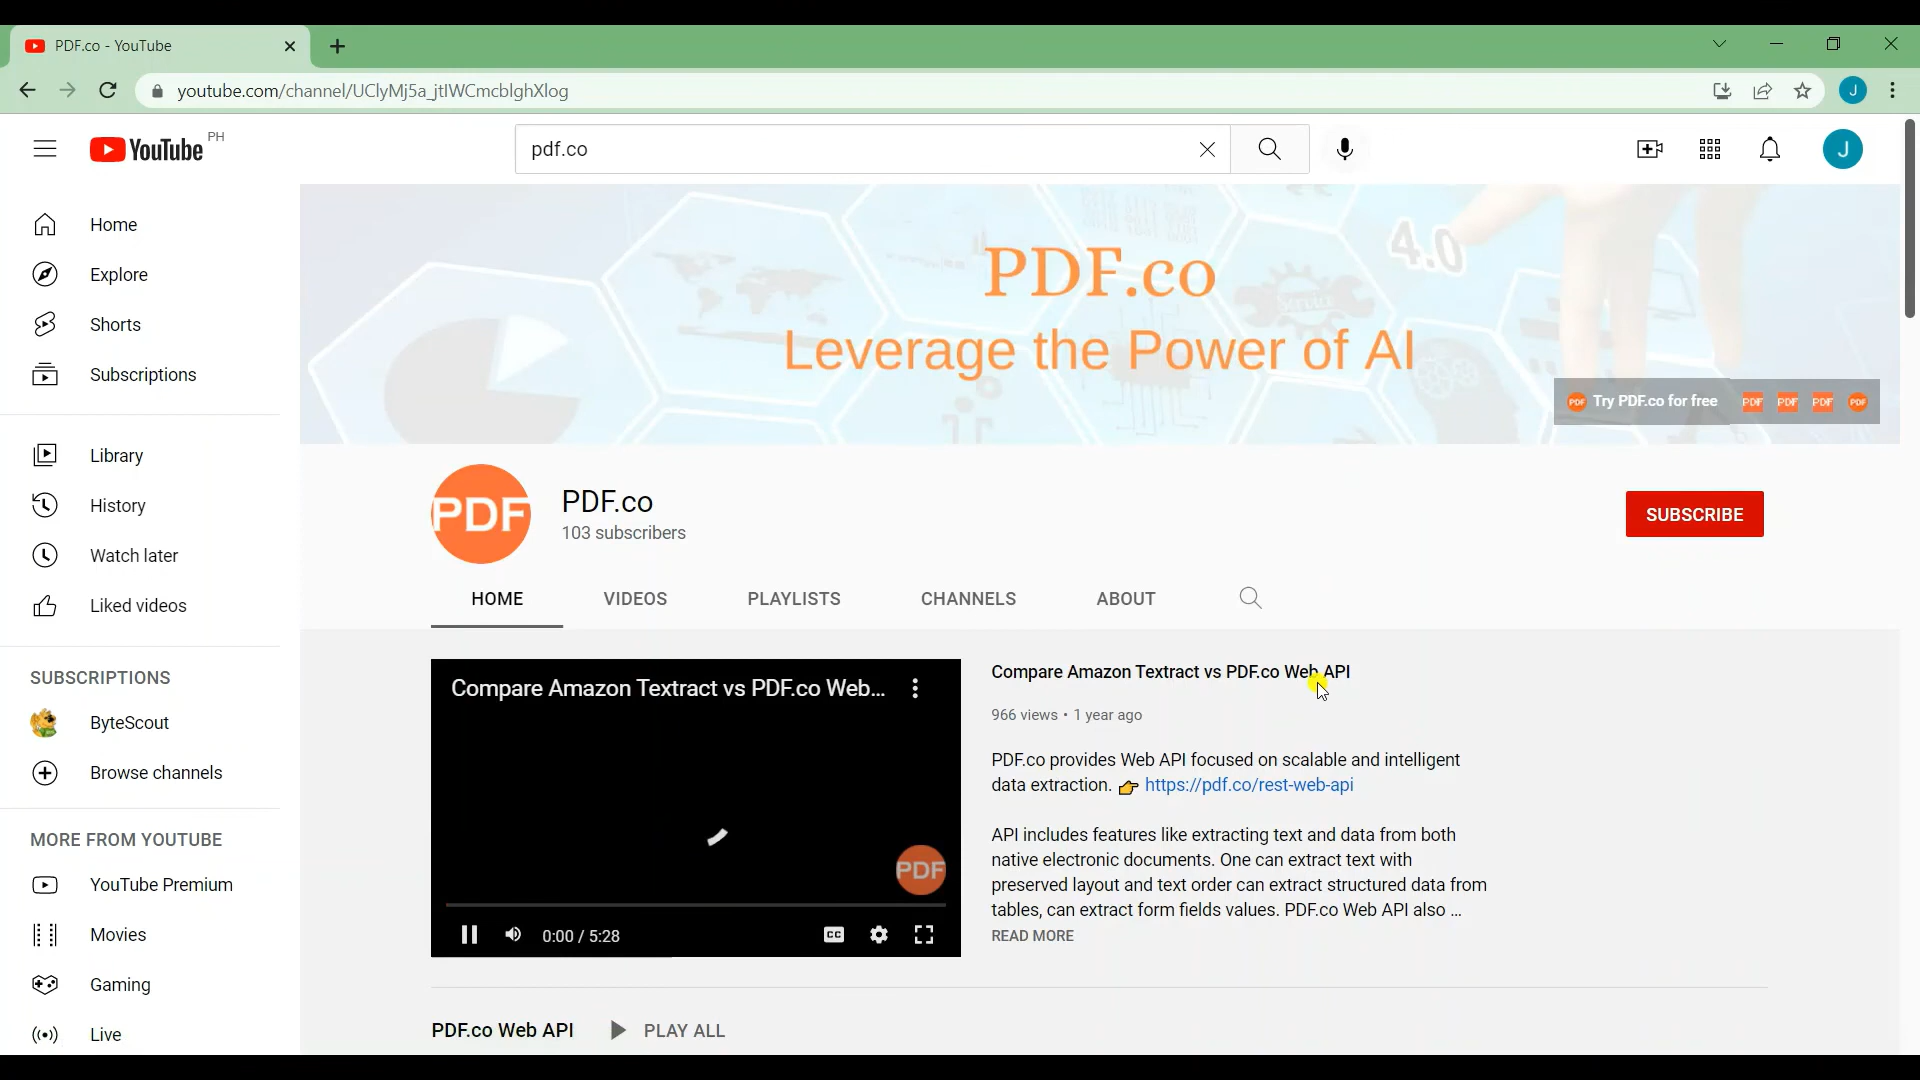 PDF.co - YouTube
youtube.com/channel/UClyMj5a_jtlWCmcblghXlog
YouTube PH
pdf.co
J
J
Home
Explore
Shorts
Subscriptions
Library
History
Watch later
Liked videos
SUBSCRIPTIONS
ByteScout
Browse channels
MORE FROM YOUTUBE
YouTube Premium
Movies
Gaming
Live
4.0
PDF.co
Service
Leverage the Power of AI
PDF Try PDF.co for free PDF PDF PDF PDF
PDF
PDF.co
103 subscribers
SUBSCRIBE
HOME VIDEOS PLAYLISTS CHANNELS ABOUT
Compare Amazon Textract vs PDF.co Web...
PDF
0:00 / 5:28
CC
Compare Amazon Textract vs PDF.co Web API
966 views • 1 year ago
PDF.co provides Web API focused on scalable and intelligent
data extraction. 👉 https://pdf.co/rest-web-api
API includes features like extracting text and data from both
native electronic documents. One can extract text with
preserved layout and text order can extract structured data from
tables, can extract form fields values. PDF.co Web API also ...
READ MORE
PDF.co Web API
PLAY ALL